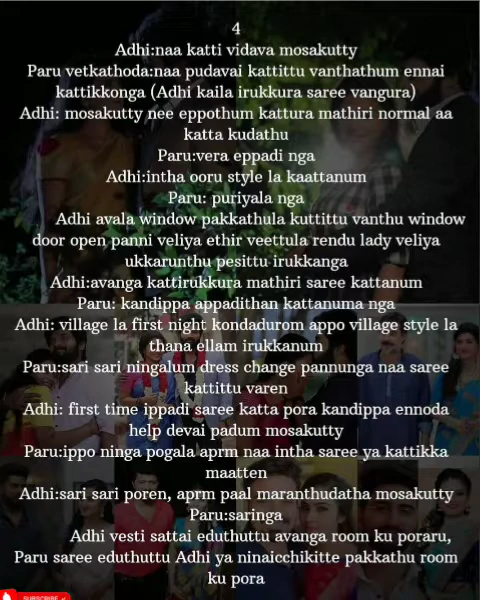 4
Adhi:naa katti vidava mosakutty
Paru vetkathoda:naa pudavai kattittu vanthathum ennai
kattikkonga (Adhi kaila irukkura saree vangura)
Adhi: mosakutty nee eppothum kattura mathiri normal aa
katta kudathu
Paru:vera eppadi nga
Adhi:intha ooru style la kaattanum
Paru: puriyala nga
Adhi avala window pakkathula kuttittu vanthu window
door open panni veliya ethir veettula rendu lady veliya
ukkarunthu pesittu irukkanga
Adhi:avanga kattirukkura mathiri saree kattanum
Paru: kandippa appadithan kattanuma nga
Adhi: village la first night kondadurom appo village style la
thana ellam irukkanum
Paru:sari sari ningalum dress change pannunga naa saree
kattittu varen
Adhi: first time ippadi saree katta pora kandippa ennoda
help devai padum mosakutty
Paru:ippo ninga pogala aprm naa intha saree ya kattikka
maatten
Adhi:sari sari poren, aprm paal maranthudatha mosakutty
Paru:saringa
Adhi vesti sattai eduthuttu avanga room ku poraru,
Paru saree eduthuttu Adhi ya ninaicchikitte pakkathu room
ku pora
SUBSCRIBE